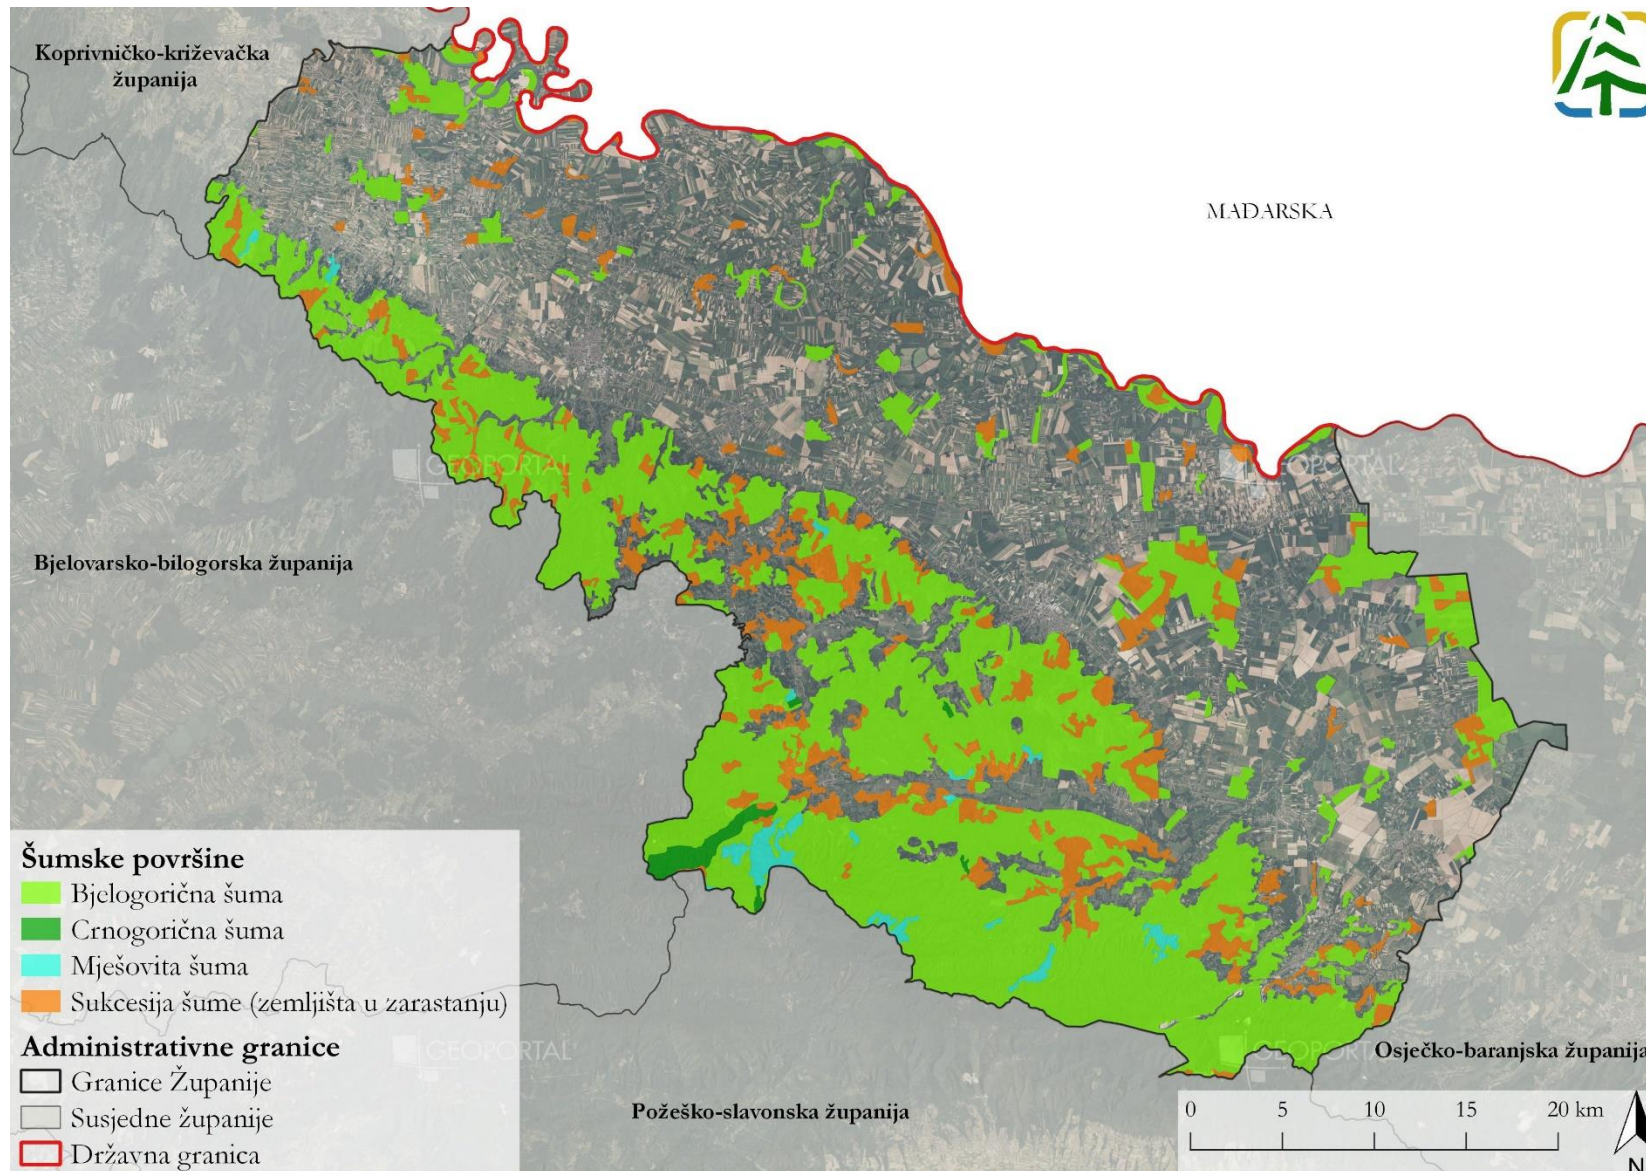 Koprivničko-križevačka
županija
MAĐARSKA
GEOPORTAL
GEOPORTAL
Bjelovarsko-bilogorska županija
Šumske površine
Bjelogorična šuma
Crnogorična šuma
Mješovita šuma
Sukcesija šume (zemljišta u zarastanju)
Administrativne granice
Granice Županije
Susjedne županije
Državna granica
GEOPORTAL
GEOPORTAL
Osječko-baranjska županija
Požeško-slavonska županija
0 5 10 15 20 km
N